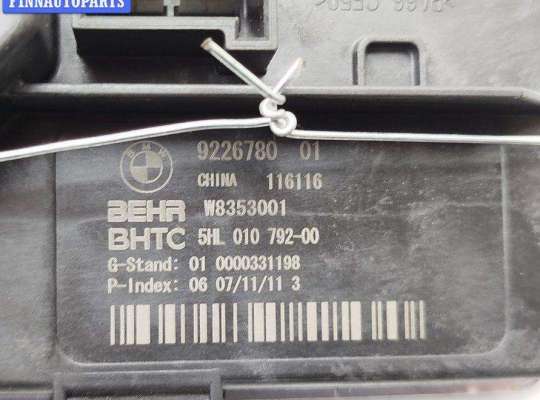 FINNAUTOPARTS
BMW
9226780 01
CHINA 116116
BEHR W8353001
BHTC 5HL 010 792-00
G-Stand: 01 0000331198
P-Index: 06 07/11/11 3